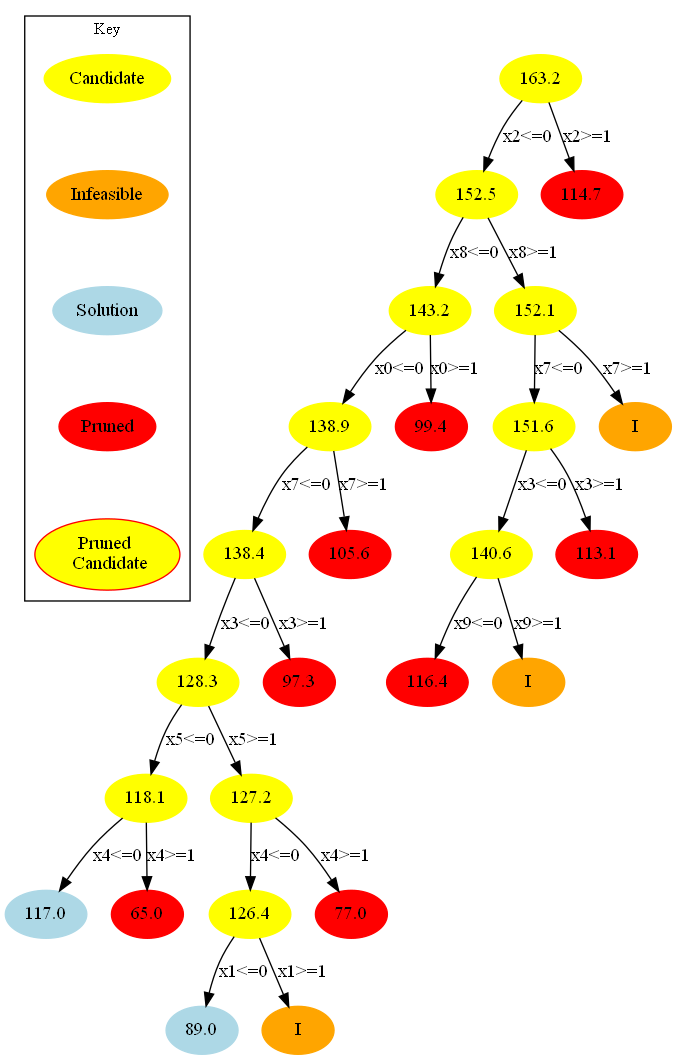 Key
Candidate
Infeasible
Solution
Pruned
Pruned
Candidate
163.2
x2<=0
x2>=1
152.5
114.7
x8<=0
x8>=1
143.2
152.1
x0<=0
x0>=1
x7<=0
x7>=1
138.9
99.4
151.6
I
x7<=0
x7>=1
x3<=0
x3>=1
138.4
105.6
140.6
113.1
x3<=0
x3>=1
x9<=0
x9>=1
128.3
97.3
116.4
I
x5<=0
x5>=1
118.1
127.2
x4<=0
x4>=1
x4<=0
x4>=1
117.0
65.0
126.4
77.0
x1<=0
x1>=1
89.0
I